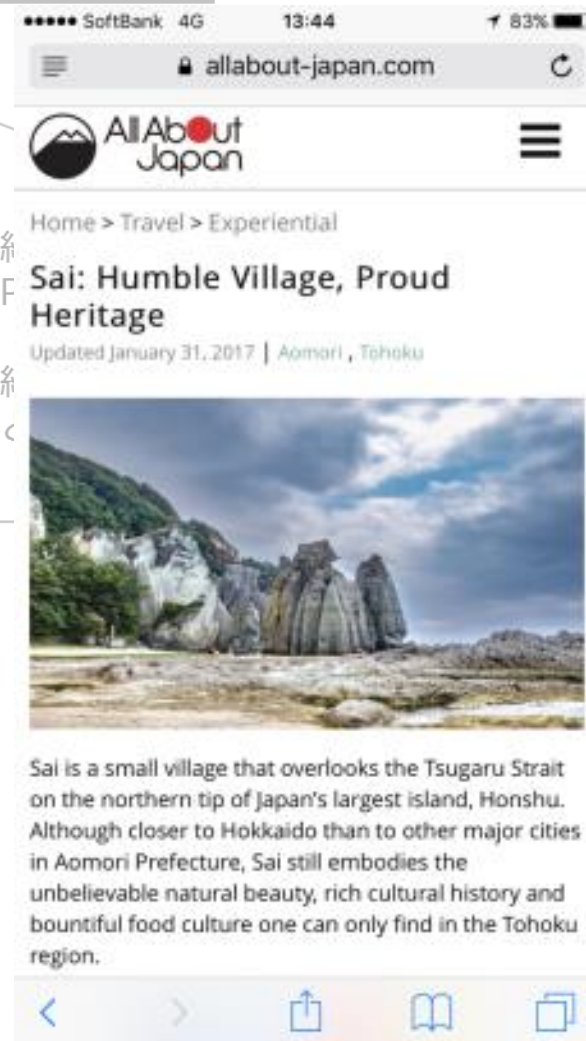 SoftBank 4G 13:44 83%
allabout-japan.com
All About
Japan
Home > Travel > Experiential
Sai: Humble Village, Proud
Heritage
Updated January 31, 2017 | Aomori , Tohoku
Sai is a small village that overlooks the Tsugaru Strait
on the northern tip of Japan's largest island, Honshu.
Although closer to Hokkaido than to other major cities
in Aomori Prefecture, Sai still embodies the
unbelievable natural beauty, rich cultural history and
bountiful food culture one can only find in the Tohoku
region.